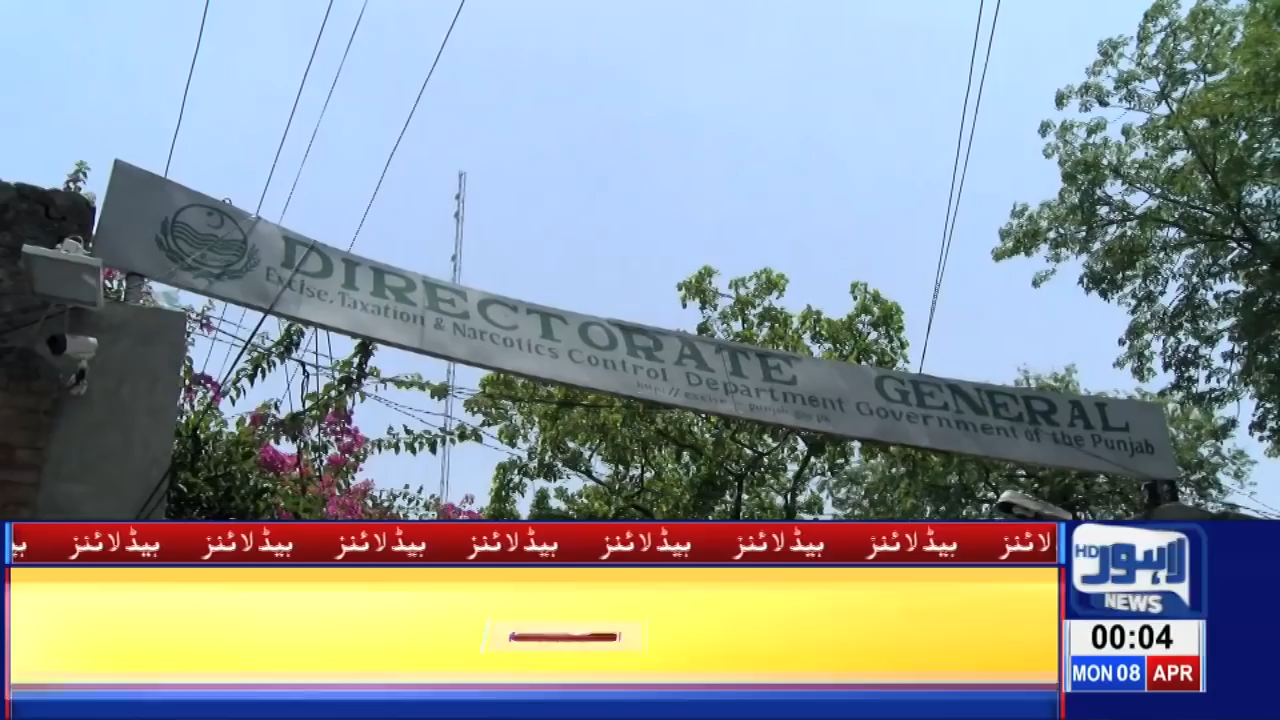 DIRECTORATE GENERAL
Excise, Taxation & Narcotics Control Department Government of the Punjab
ہیڈلائنز ہیڈلائنز ہیڈلائنز ہیڈلائنز ہیڈلائنز ہیڈلائنز ہیڈلائنز
HD لاہور
NEWS
00:04
MON 08 APR